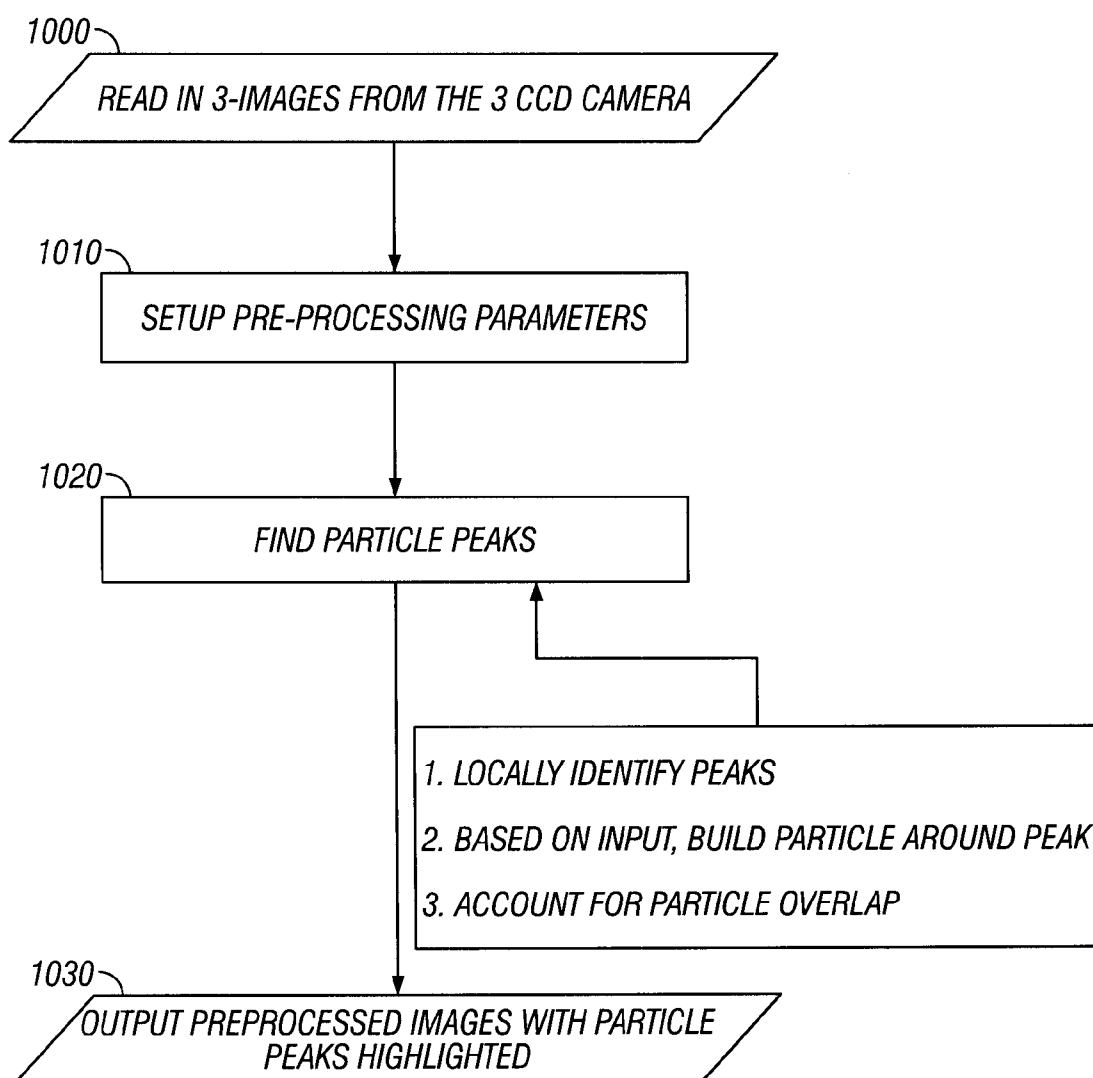 1000
READ IN 3-IMAGES FROM THE 3 CCD CAMERA
1010
SETUP PRE-PROCESSING PARAMETERS
1020
FIND PARTICLE PEAKS
1. LOCALLY IDENTIFY PEAKS
2. BASED ON INPUT, BUILD PARTICLE AROUND PEAK
3. ACCOUNT FOR PARTICLE OVERLAP
1030
OUTPUT PREPROCESSED IMAGES WITH PARTICLE
PEAKS HIGHLIGHTED